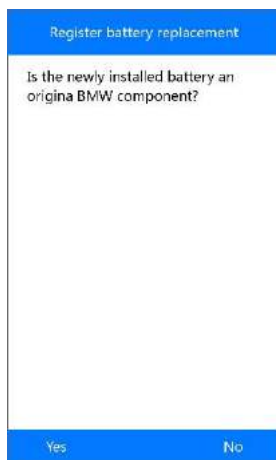 Register battery replacement
Is the newly installed battery an
origina BMW component?
Yes
No